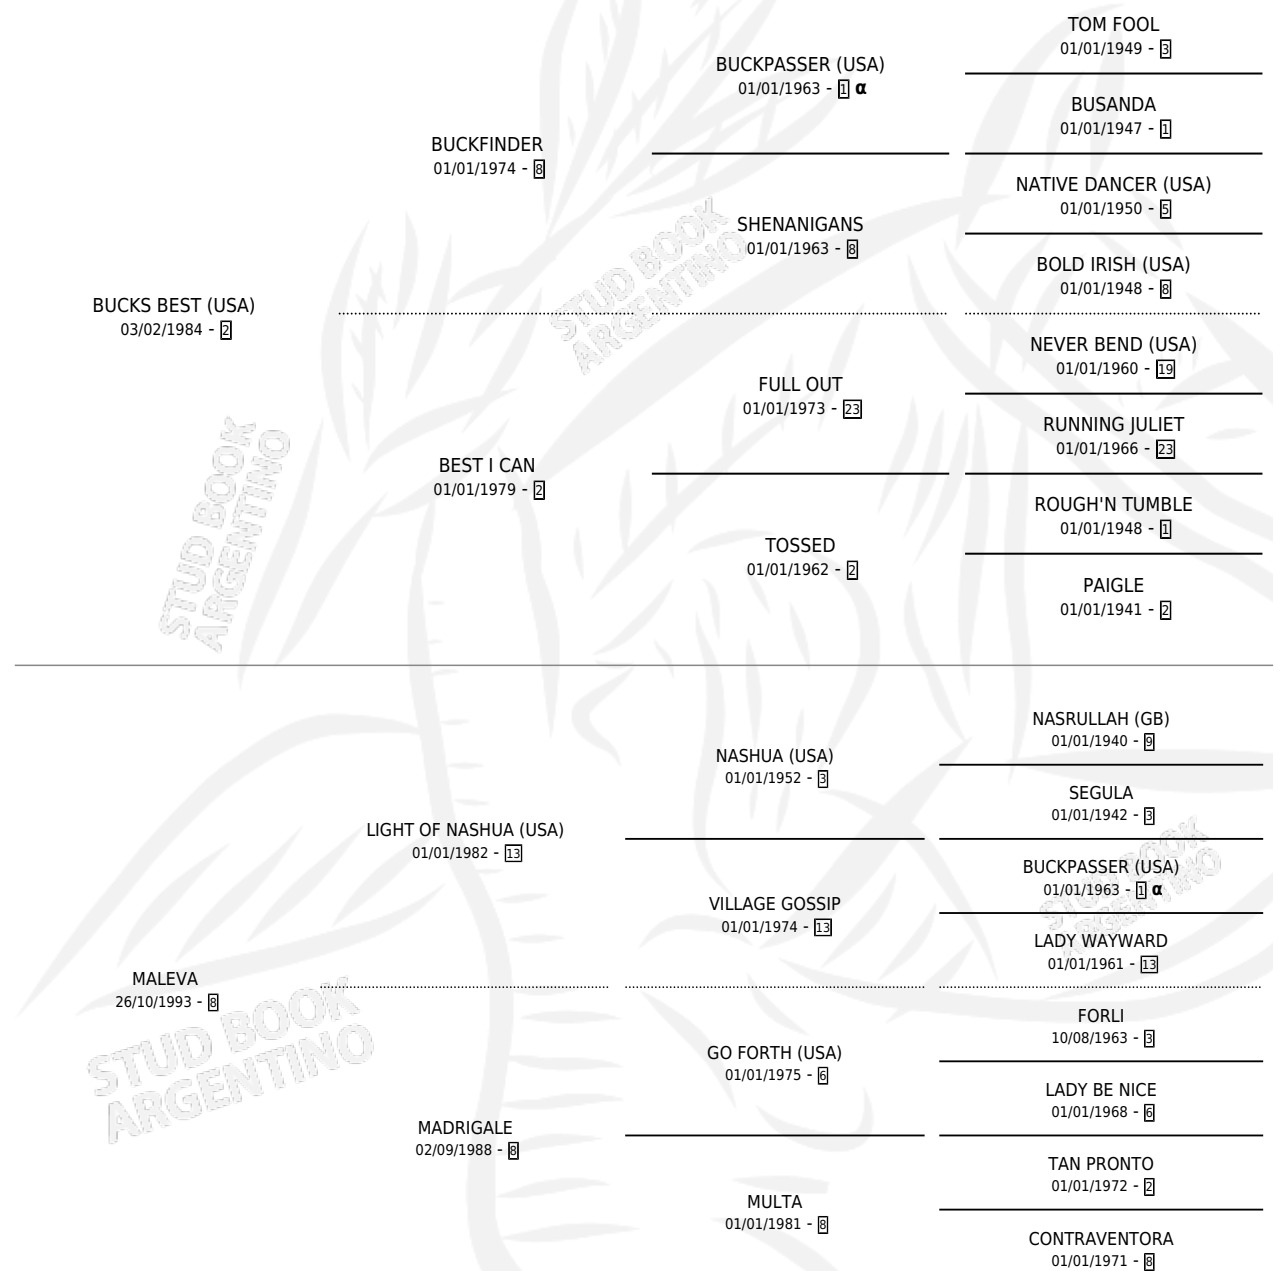 TOM FOOL
01/01/1949 - 3
BUCKPASSER (USA)
01/01/1963 - 1 α
BUSANDA
01/01/1947 - 1
BUCKFINDER
01/01/1974 - 8
NATIVE DANCER (USA)
01/01/1950 - 5
SHENANIGANS
01/01/1963 - 8
BOLD IRISH (USA)
01/01/1948 - 8
STUD BOOK
ARGENTINO
BUCKS BEST (USA)
03/02/1984 - 2
NEVER BEND (USA)
01/01/1960 - 19
FULL OUT
01/01/1973 - 23
RUNNING JULIET
01/01/1966 - 23
BEST I CAN
01/01/1979 - 2
ROUGH'N TUMBLE
01/01/1948 - 1
TOSSED
01/01/1962 - 2
PAIGLE
01/01/1941 - 2
STUD BOOK
ARGENTINO
NASRULLAH (GB)
01/01/1940 - 9
NASHUA (USA)
01/01/1952 - 3
SEGULA
01/01/1942 - 3
LIGHT OF NASHUA (USA)
01/01/1982 - 13
BUCKPASSER (USA)
01/01/1963 - 1 α
VILLAGE GOSSIP
01/01/1974 - 13
LADY WAYWARD
01/01/1961 - 13
STUD BOOK
ARGENTINO
MALEVA
26/10/1993 - 8
FORLI
10/08/1963 - 3
GO FORTH (USA)
01/01/1975 - 6
LADY BE NICE
01/01/1968 - 6
STUD BOOK
ARGENTINO
MADRIGALE
02/09/1988 - 8
TAN PRONTO
01/01/1972 - 2
MULTA
01/01/1981 - 8
CONTRAVENTORA
01/01/1971 - 8